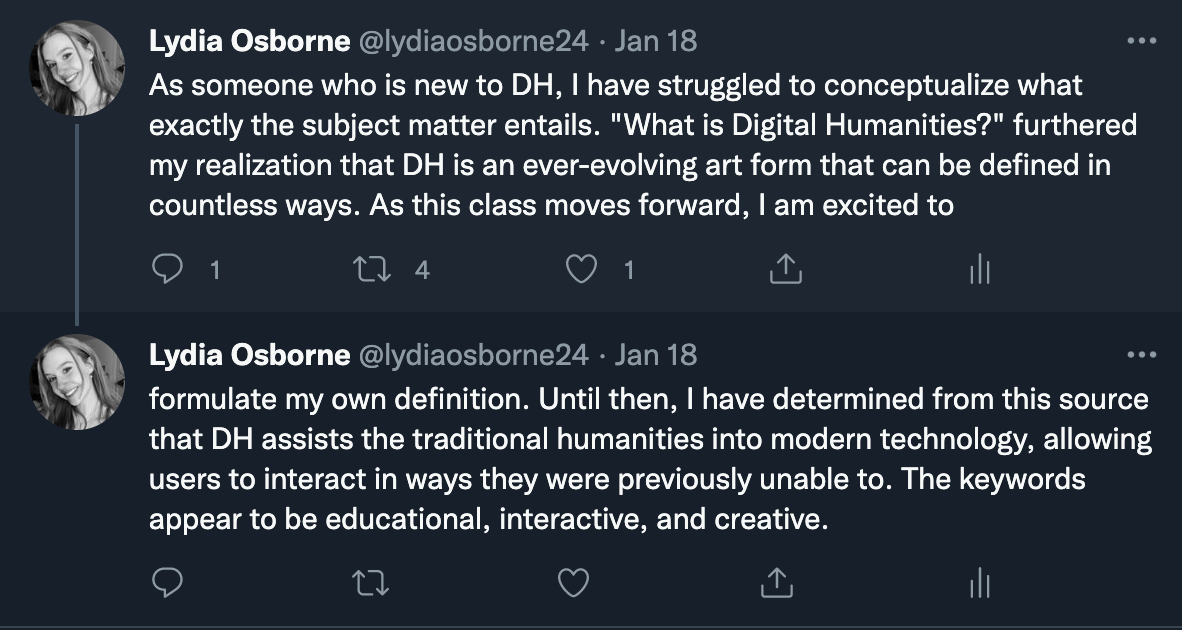 Lydia Osborne @lydiaosborne24 · Jan 18
As someone who is new to DH, I have struggled to conceptualize what
exactly the subject matter entails. "What is Digital Humanities?" furthered
my realization that DH is an ever-evolving art form that can be defined in
countless ways. As this class moves forward, I am excited to
1 4 1
Lydia Osborne @lydiaosborne24 · Jan 18
formulate my own definition. Until then, I have determined from this source
that DH assists the traditional humanities into modern technology, allowing
users to interact in ways they were previously unable to. The keywords
appear to be educational, interactive, and creative.